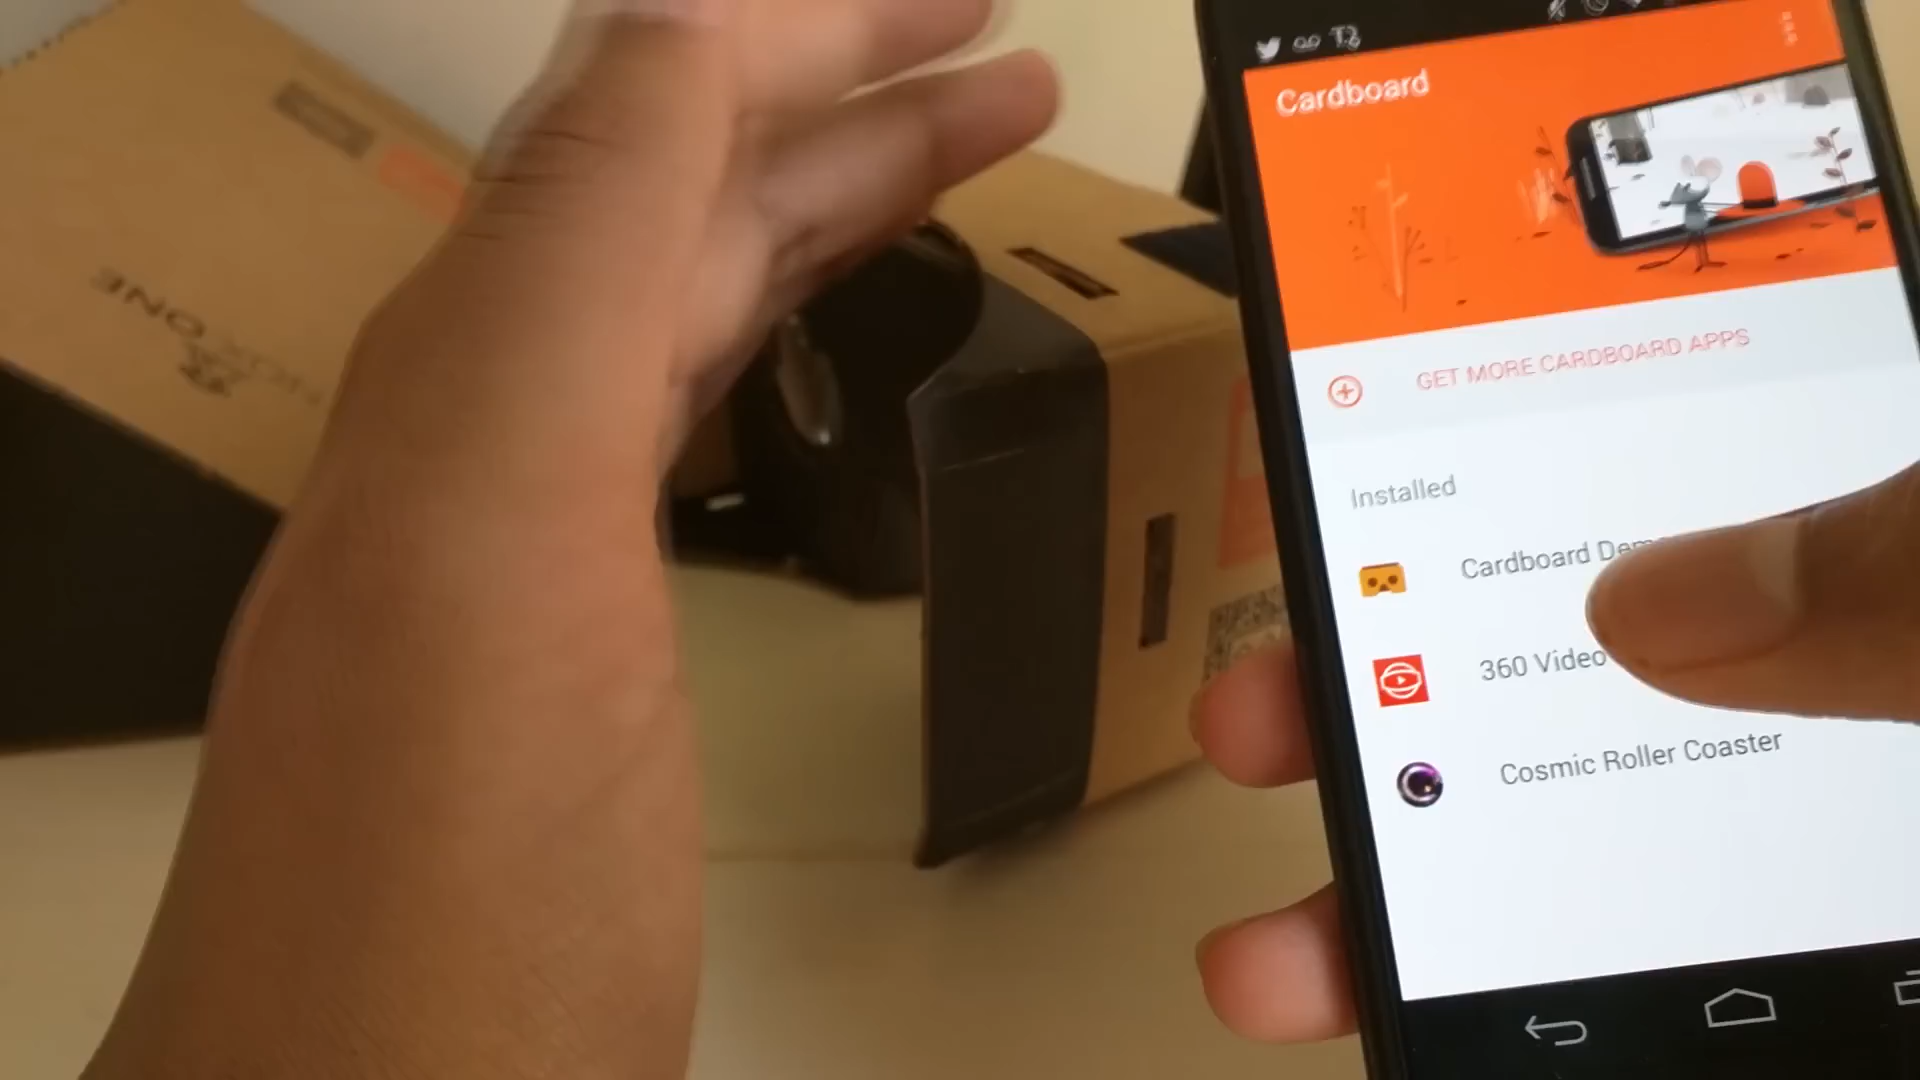 Cardboard
GET MORE CARDBOARD APPS
Installed
Cardboard
360 Video
Cosmic Roller Coaster